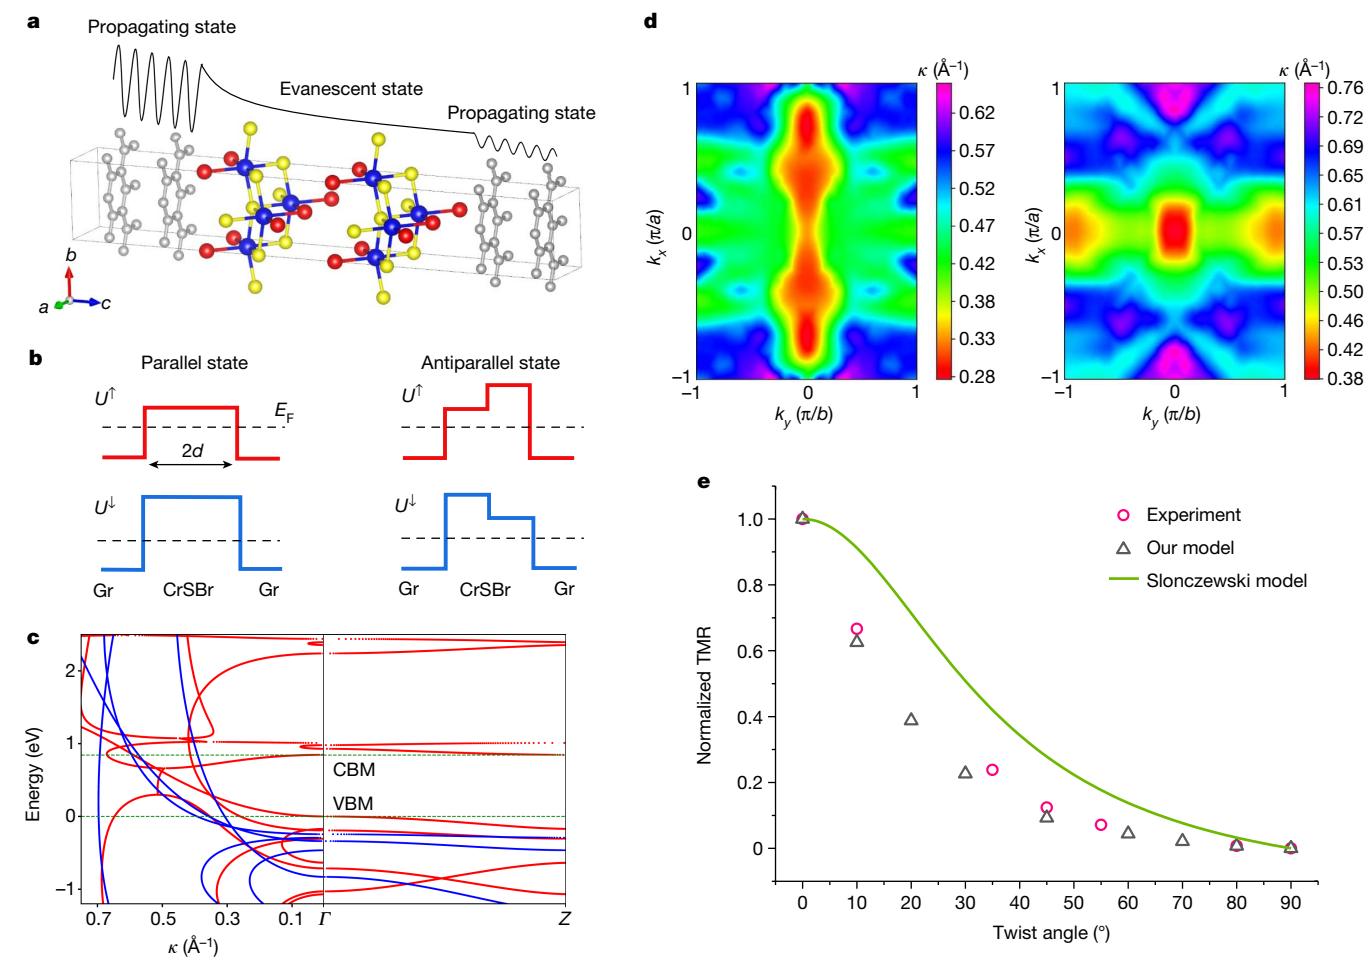 a
Propagating state
Evanescent state
Propagating state
b
a
c
b
Parallel state
Antiparallel state
U↑
E_F
2d
U↑
U↓
U↓
Gr
CrSBr
Gr
Gr
CrSBr
Gr
c
Energy (eV)
2
1
0
−1
CBM
VBM
0.7
0.5
0.3
0.1
Γ
Z
κ (Å⁻¹)
d
κ (Å⁻¹)
1
0
−1
k_x (π/a)
0
1
k_y (π/b)
0.62
0.57
0.52
0.47
0.42
0.38
0.33
0.28
κ (Å⁻¹)
1
0
−1
k_x (π/a)
0
1
k_y (π/b)
0.76
0.72
0.69
0.65
0.61
0.57
0.53
0.50
0.46
0.42
0.38
e
Experiment
Our model
Slonczewski model
Normalized TMR
1.0
0.8
0.6
0.4
0.2
0
0
10
20
30
40
50
60
70
80
90
Twist angle (°)